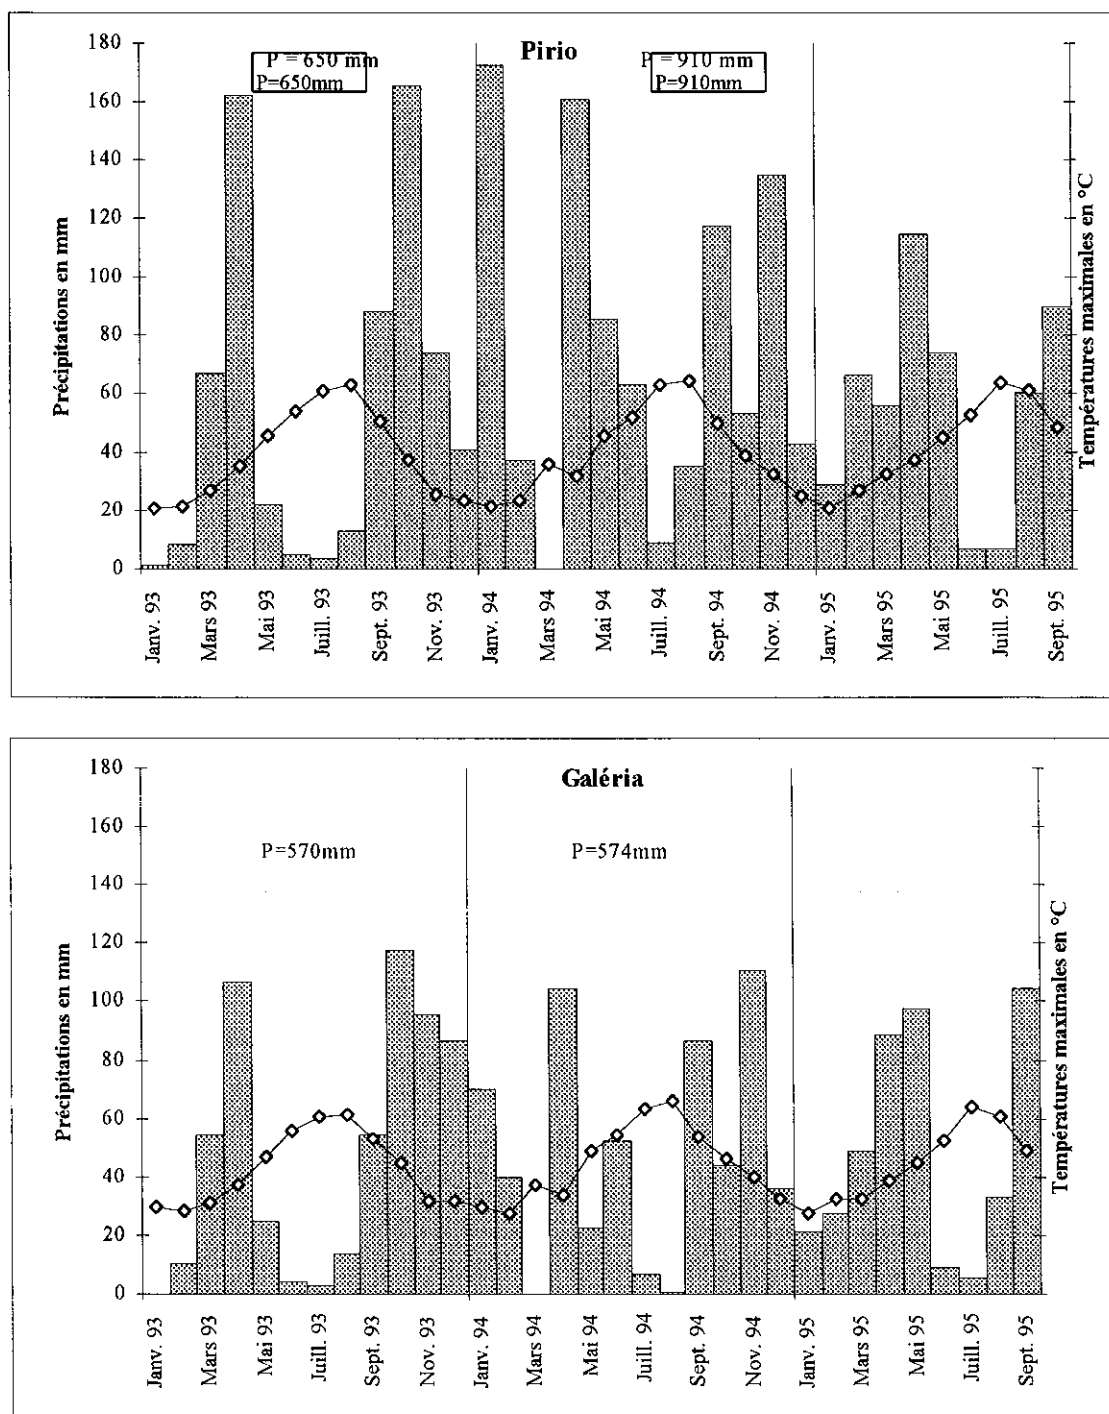 Pirio
P = 650 mm
P=650mm
P = 910 mm
P=910mm
Précipitations en mm
180
160
140
120
100
80
60
40
20
0
Températures maximales en °C
Janv. 93
Mars 93
Mai 93
Juill. 93
Sept. 93
Nov. 93
Janv. 94
Mars 94
Mai 94
Juill. 94
Sept. 94
Nov. 94
Janv. 95
Mars 95
Mai 95
Juill. 95
Sept. 95
Galéria
P=570mm
P=574mm
Précipitations en mm
180
160
140
120
100
80
60
40
20
0
Températures maximales en °C
Janv. 93
Mars 93
Mai 93
Juill. 93
Sept. 93
Nov. 93
Janv. 94
Mars 94
Mai 94
Juill. 94
Sept. 94
Nov. 94
Janv. 95
Mars 95
Mai 95
Juill. 95
Sept. 95